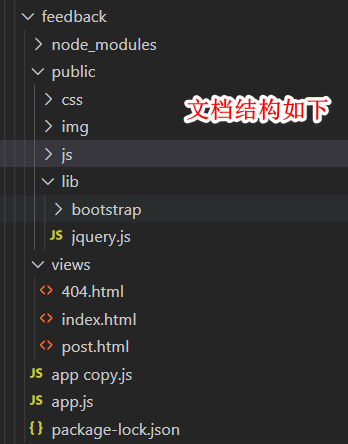 feedback
node_modules
public
css
文档结构如下
img
js
lib
bootstrap
JS jquery.js
views
<> 404.html
<> index.html
<> post.html
JS app copy.js
JS app.js
{} package-lock.json